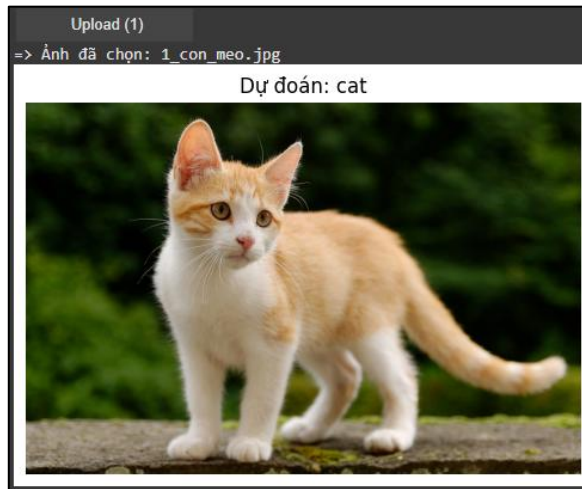 Upload (1)
=> Ảnh đã chọn: 1_con_meo.jpg
Dự đoán: cat